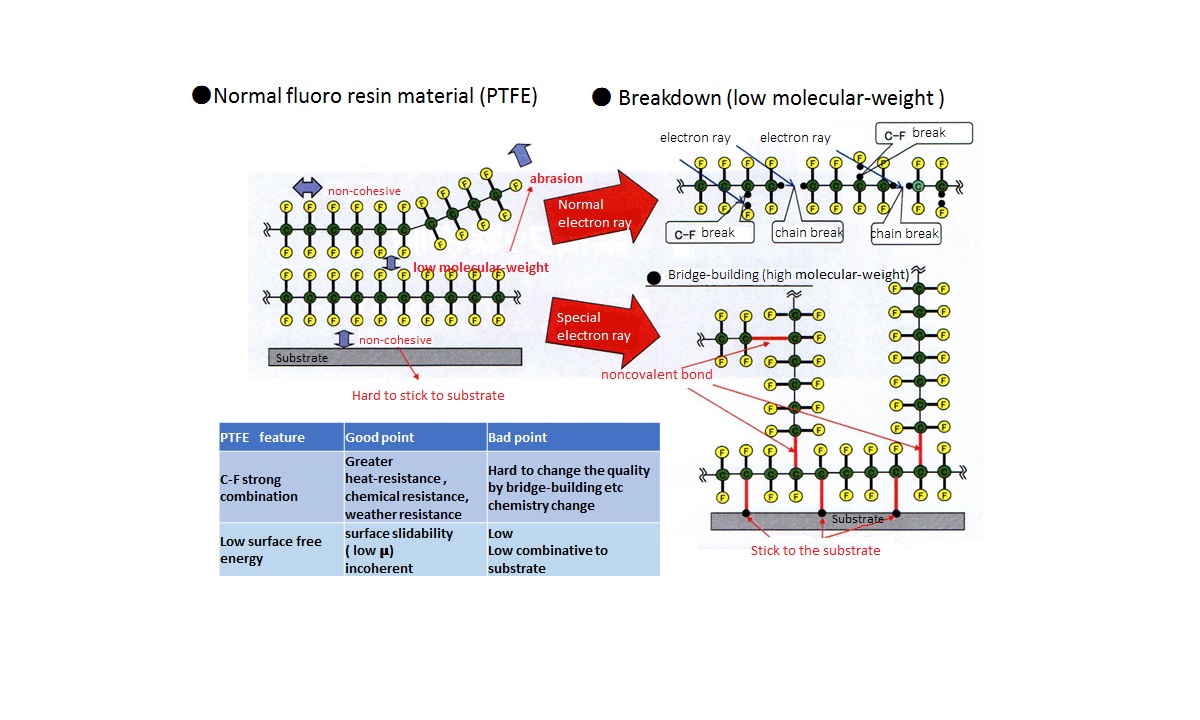 ●Normal fluoro resin material (PTFE)
● Breakdown (low molecular-weight )
non-cohesive
abrasion
low molecular-weight
non-cohesive
Substrate
Hard to stick to substrate
Normal
electron ray
Special
electron ray
electron ray
electron ray
C-F break
C-F break
chain break
chain break
● Bridge-building (high molecular-weight)
noncovalent bond
Substrate
Stick to the substrate
PTFE feature
Good point
Bad point
C-F strong
combination
Greater
heat-resistance ,
chemical resistance,
weather resistance
Hard to change the quality
by bridge-building etc
chemistry change
Low surface free
energy
surface slidability
( low μ)
incoherent
Low
Low combinative to
substrate